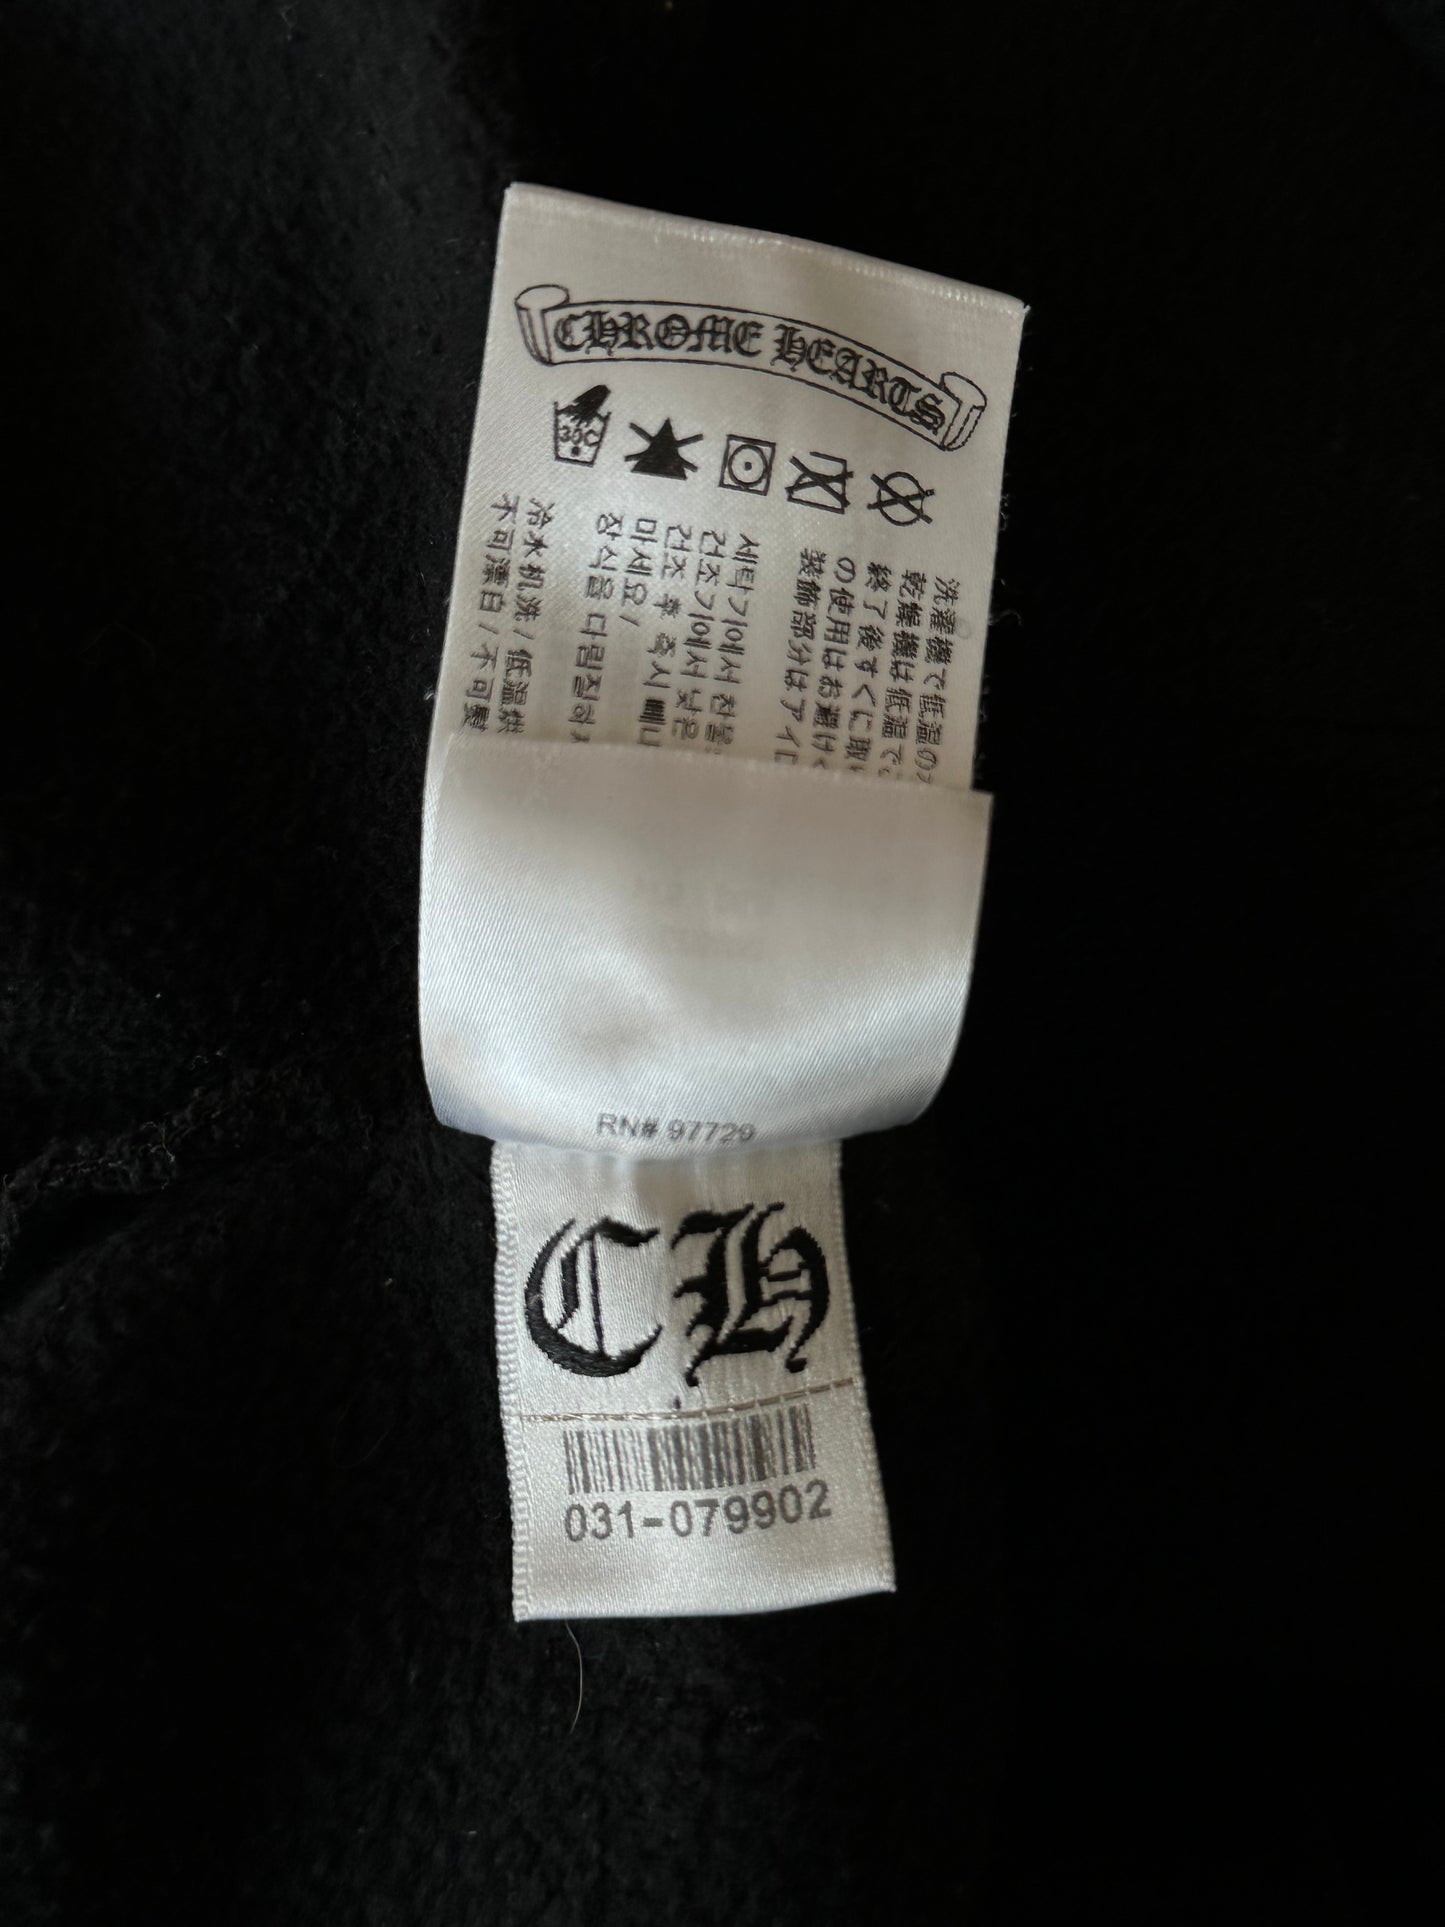 CHROME HEARTS
30C
洗濯機で低温の
乾燥機は低温で
終了後すぐに取
の使用はお避け
装飾部分はアイ
세탁기에서 찬물
건조기에서 낮은
건조 후 즉시 빼
마세요 /
장식을 다림질하
冷水机洗 / 低温烘
不可漂白 / 不可熨
RN# 97729
CH
031-079902